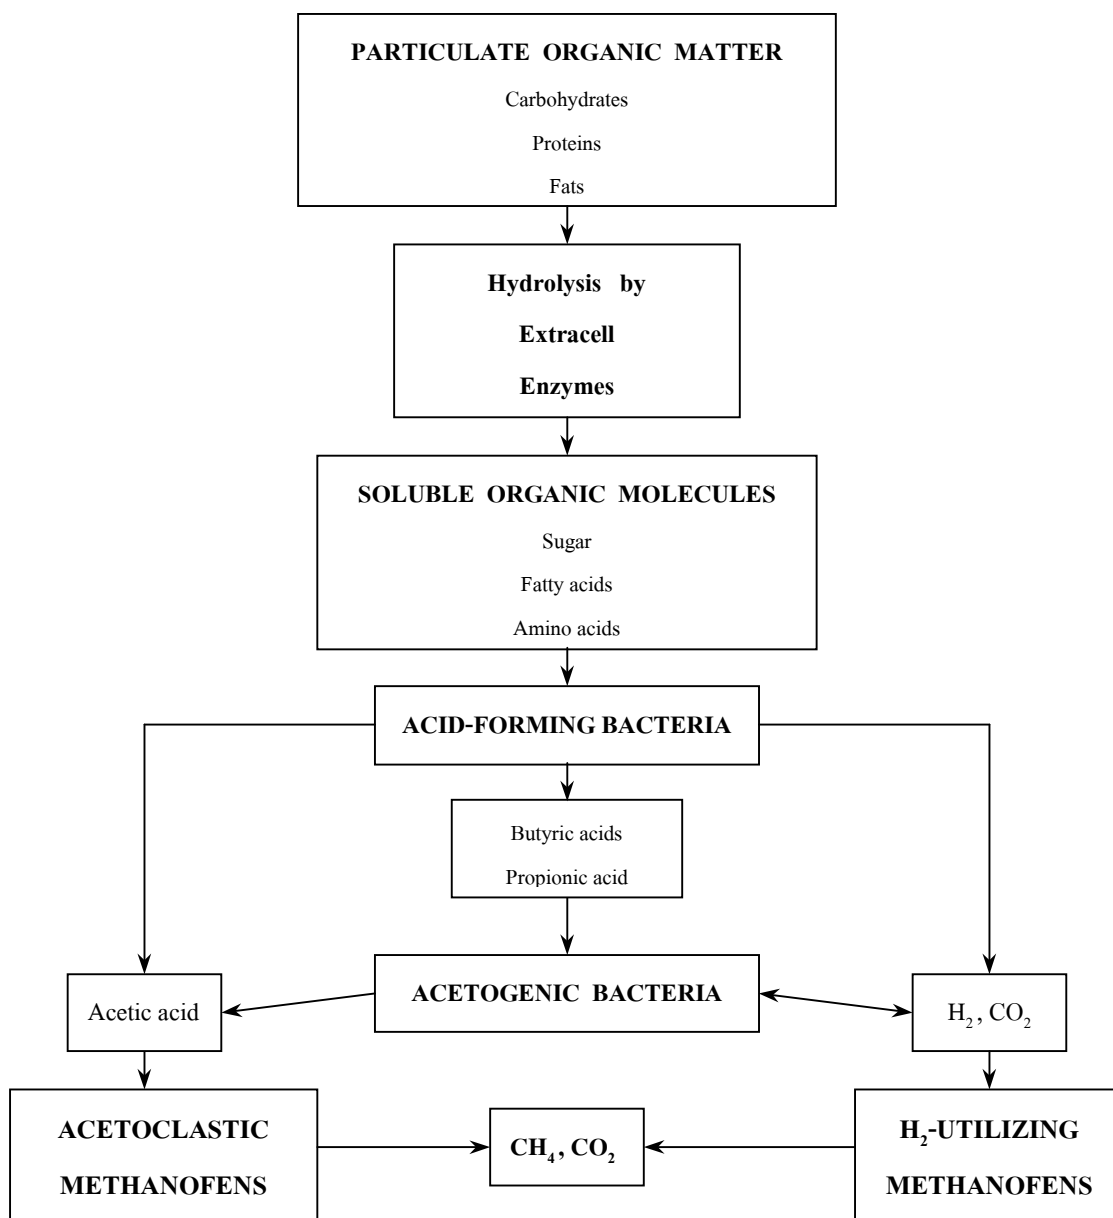 PARTICULATE ORGANIC MATTER
Carbohydrates
Proteins
Fats
Hydrolysis by
Extracell
Enzymes
SOLUBLE ORGANIC MOLECULES
Sugar
Fatty acids
Amino acids
ACID-FORMING BACTERIA
Butyric acids
Propionic acid
ACETOGENIC BACTERIA
Acetic acid
H₂, CO₂
ACETOCLASTIC
METHANOFENS
CH₄, CO₂
H₂-UTILIZING
METHANOFENS